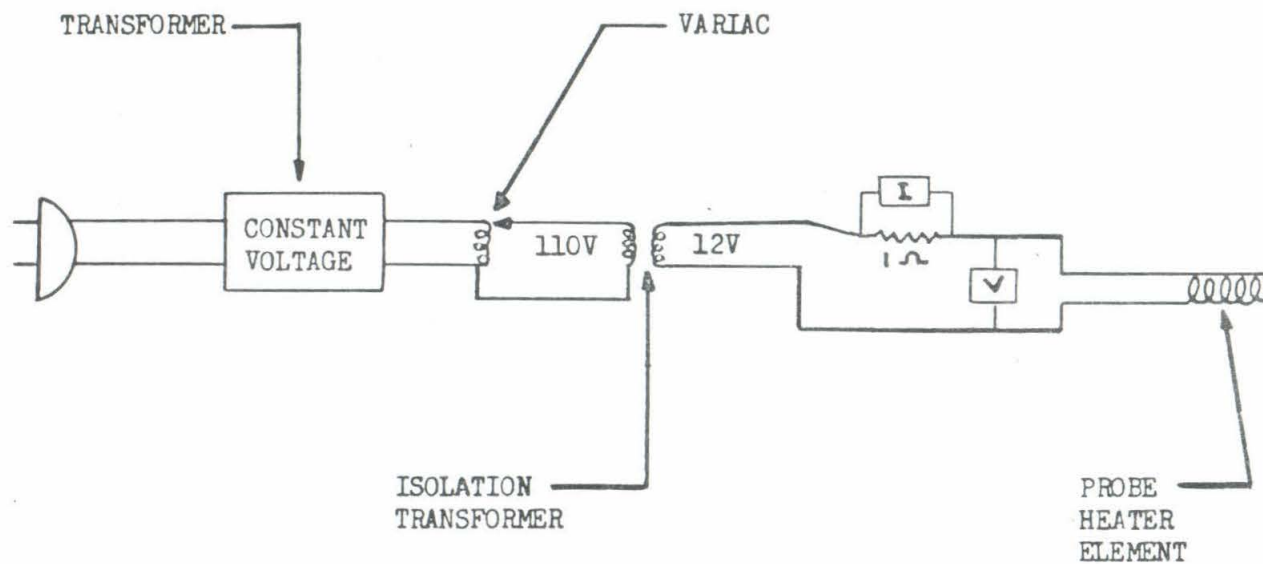 TRANSFORMER
VARIAC
CONSTANT
VOLTAGE
110V
12V
I
1 Ω
V
ISOLATION
TRANSFORMER
PROBE
HEATER
ELEMENT